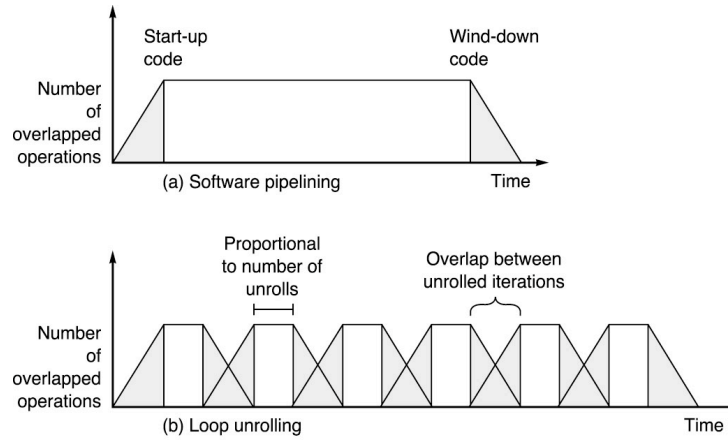 Start-up
code
Wind-down
code
Number
of
overlapped
operations
(a) Software pipelining
Time
Proportional
to number of
unrolls
Overlap between
unrolled iterations
Number
of
overlapped
operations
(b) Loop unrolling
Time